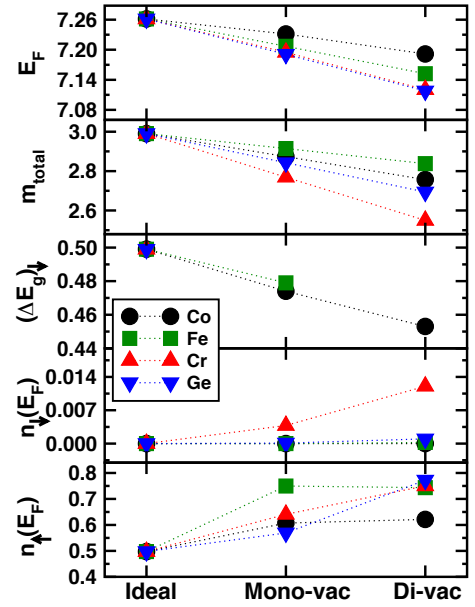 7.26
7.20
7.14
7.08
E_F
3.0
2.8
2.6
m_total
0.50
0.48
0.46
0.44
(ΔE_g)↓
Co
Fe
Cr
Ge
0.014
0.007
0.000
n↓(E_F)
0.8
0.7
0.6
0.5
0.4
n↑(E_F)
Ideal Mono-vac Di-vac